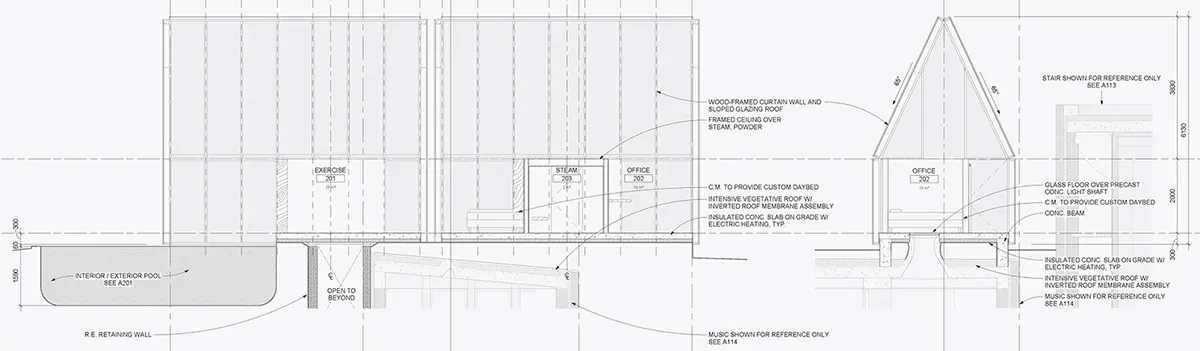 STAIR SHOWN FOR REFERENCE ONLY
SEE A113
65°
65°
3830
6130
WOOD-FRAMED CURTAIN WALL AND
SLOPED GLAZING ROOF
FRAMED CEILING OVER
STEAM, POWDER
EXERCISE
201
STEAM
203
OFFICE
202
OFFICE
202
2000
C.M. TO PROVIDE CUSTOM DAYBED
INTENSIVE VEGETATIVE ROOF W/
INVERTED ROOF MEMBRANE ASSEMBLY
INSULATED CONC. SLAB ON GRADE W/
ELECTRIC HEATING, TYP.
GLASS FLOOR OVER PRECAST
CONC. LIGHT SHAFT
C.M. TO PROVIDE CUSTOM DAYBED
CONC. BEAM
300
300
1590
INTERIOR / EXTERIOR POOL
SEE A201
OPEN TO
BEYOND
INSULATED CONC. SLAB ON GRADE W/
ELECTRIC HEATING, TYP
INTENSIVE VEGETATIVE ROOF W/
INVERTED ROOF MEMBRANE ASSEMBLY
MUSIC SHOWN FOR REFERENCE ONLY
SEE A114
R.E. RETAINING WALL
MUSIC SHOWN FOR REFERENCE ONLY
SEE A114